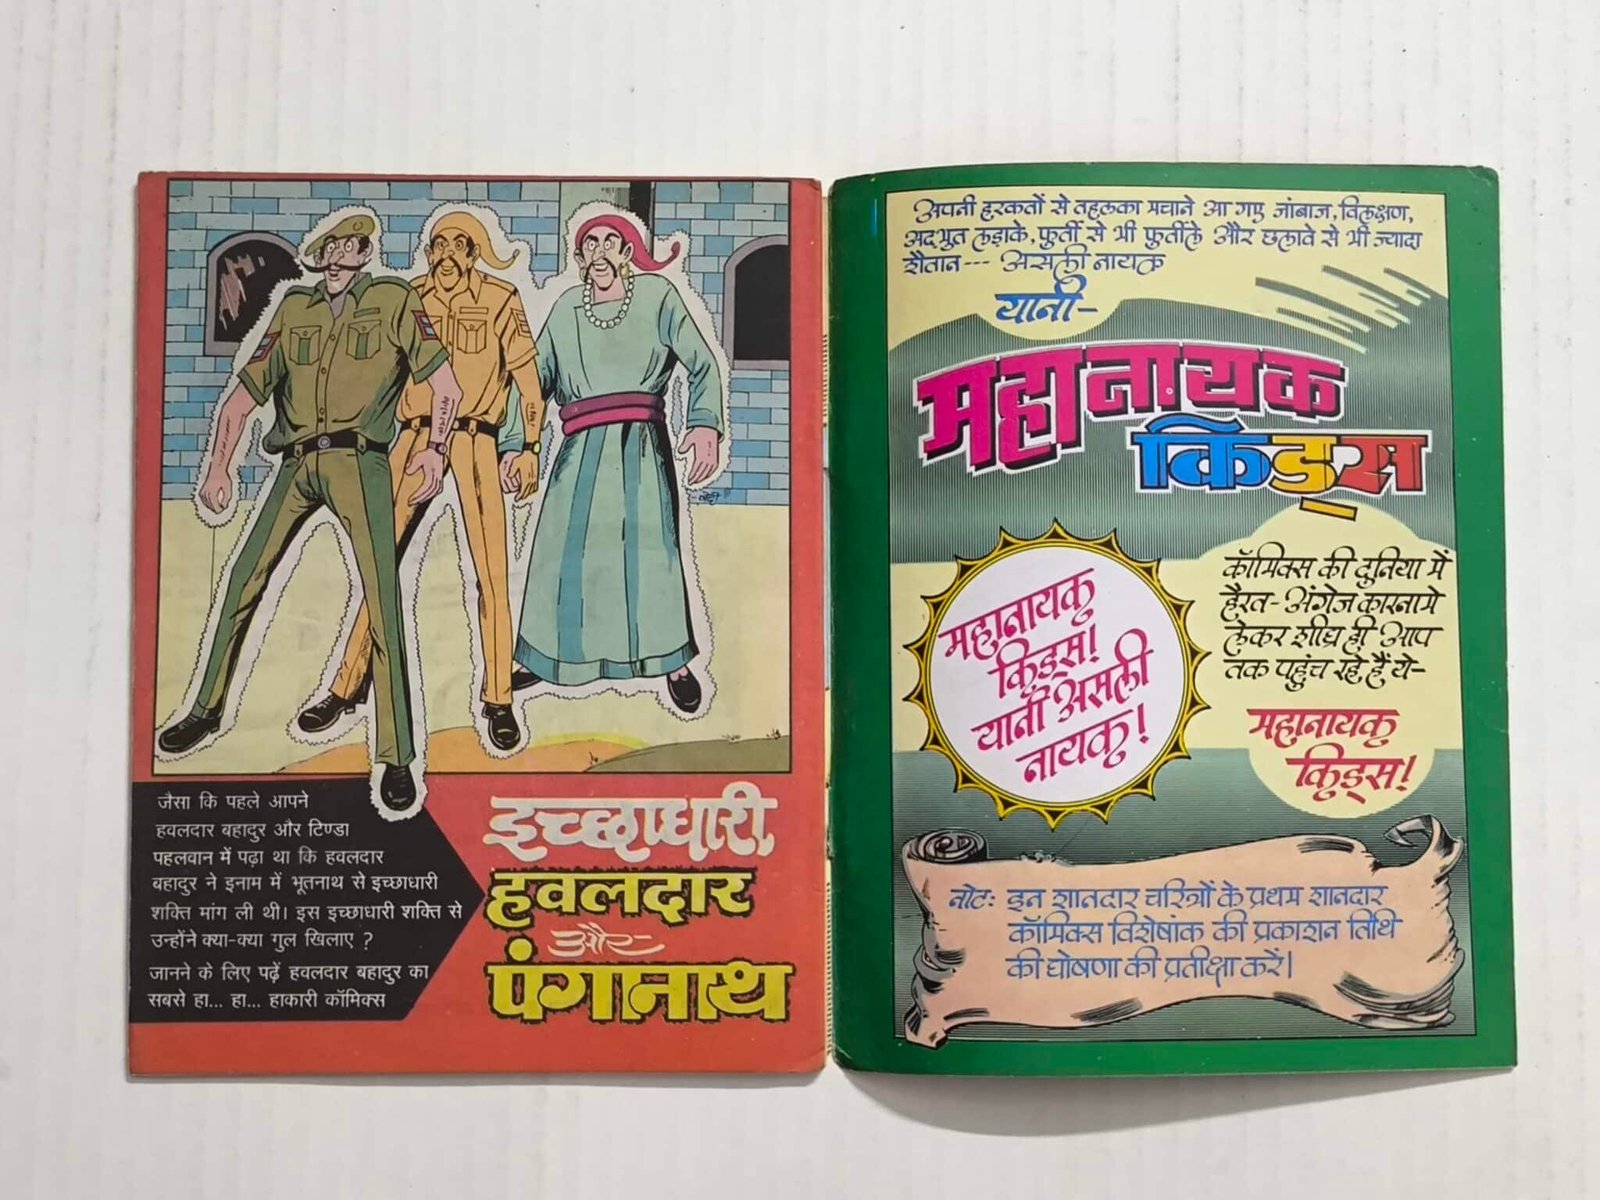 जैसा कि पहले आपने
हवलदार बहादुर और टिण्डा
पहलवान में पढ़ा था कि हवलदार
बहादुर ने इनाम में भूतनाथ से इच्छाधारी
शक्ति मांग ली थी। इस इच्छाधारी शक्ति से
उन्होंने क्या-क्या गुल खिलाए ?
जानने के लिए पढ़ें हवलदार बहादुर का
सबसे हा... हा... हाकारी कॉमिक्स
इच्छाधारी
हवलदार
और
पंगानाथ
अपनी हरकतों से तहलका मचाने आ गए जांबाज, विलक्षण,
अद्भुत लड़ाके, फुर्ती से भी फुर्तीले और छलावे से भी ज्यादा
शैतान--- असली नायक
यानी-
महानायक
किड्स
महानायक
किड्स!
यानी असली
नायक!
कॉमिक्स की दुनिया में
हैरत-अंगेज कारनामे
लेकर शीघ्र ही आप
तक पहुंच रहे हैं ये-
महानायक
किड्स!
नोट: इन शानदार चरित्रों के प्रथम शानदार
कॉमिक्स विशेषांक की प्रकाशन तिथि
की घोषणा की प्रतीक्षा करें।